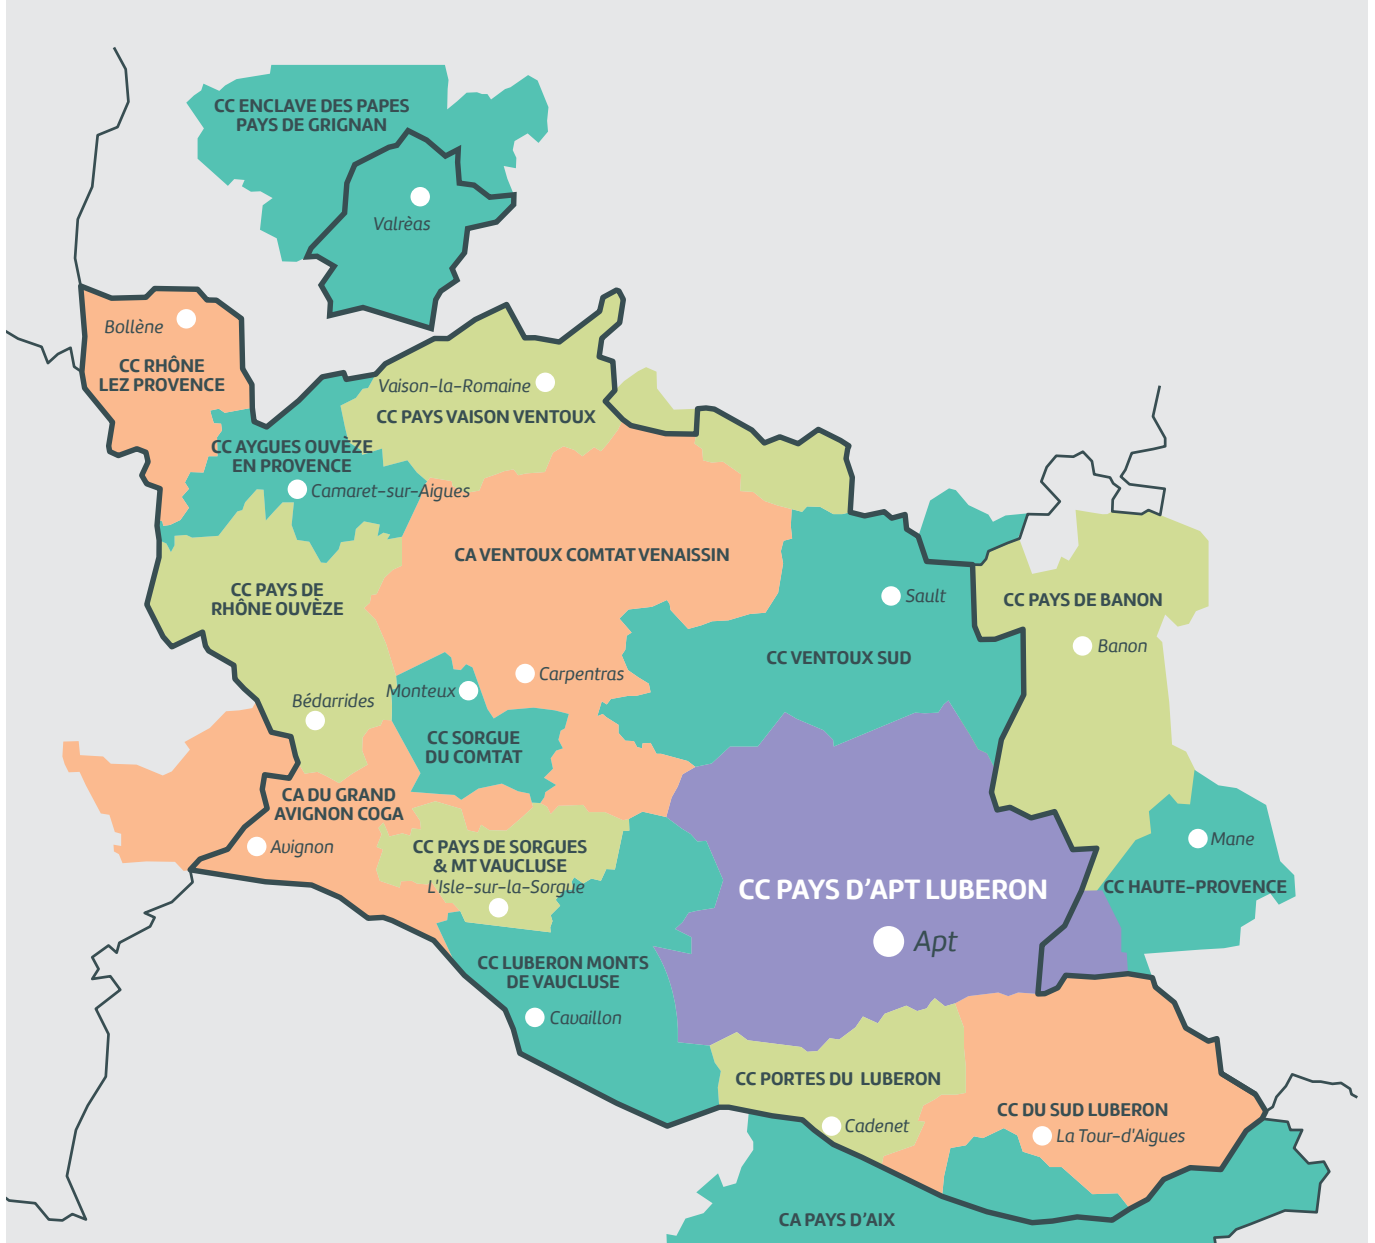 CC ENCLAVE DES PAPES
PAYS DE GRIGNAN
Valrèas
Bollène
CC RHÔNE
LEZ PROVENCE
Vaison-la-Romaine
CC PAYS VAISON VENTOUX
CC AYGUES OUVÈZE
EN PROVENCE
Camaret-sur-Aigues
CA VENTOUX COMTAT VENAISSIN
CC PAYS DE
RHÔNE OUVÈZE
Sault
CC PAYS DE BANON
Banon
CC VENTOUX SUD
Carpentras
Monteux
Bédarrides
CC SORGUE
DU COMTAT
CA DU GRAND
AVIGNON COGA
Avignon
CC PAYS DE SORGUES
& MT VAUCLUSE
L'Isle-sur-la-Sorgue
Mane
CC HAUTE-PROVENCE
CC PAYS D'APT LUBERON
Apt
CC LUBERON MONTS
DE VAUCLUSE
Cavaillon
CC PORTES DU LUBERON
Cadenet
CC DU SUD LUBERON
La Tour-d'Aigues
CA PAYS D'AIX